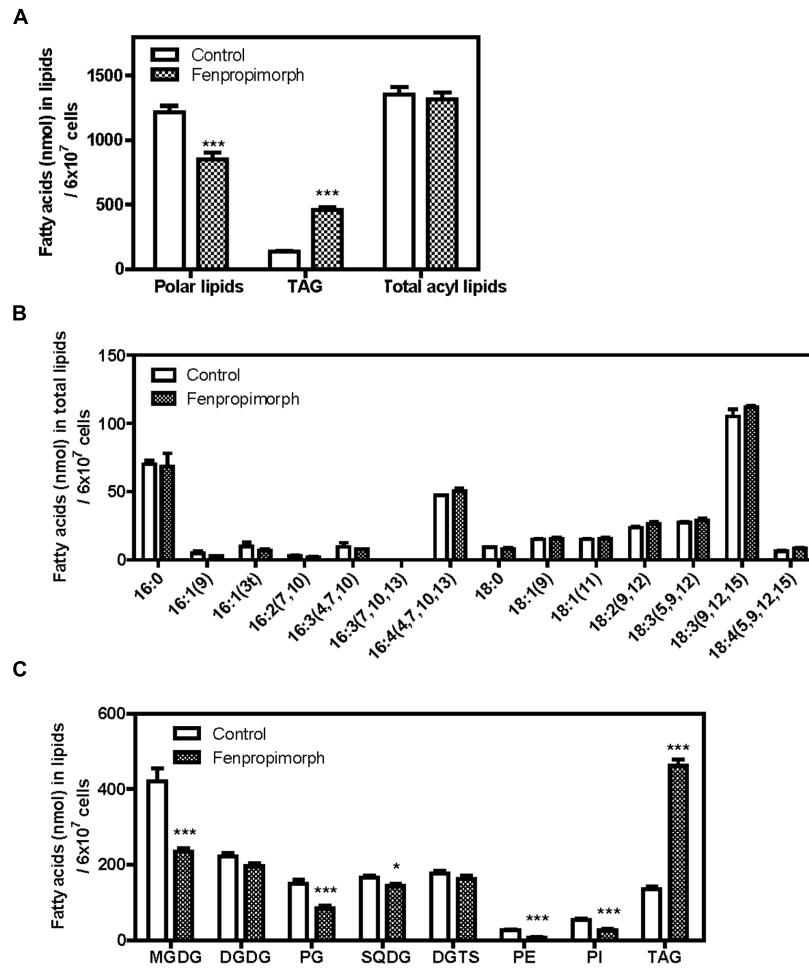 A
Fatty acids (nmol) in lipids
/ 6x10⁷ cells
1500
1000
500
0
Control
Fenpropimorph
***
***
Polar lipids TAG Total acyl lipids
B
Fatty acids (nmol) in total lipids
/ 6x10⁷ cells
150
100
50
0
Control
Fenpropimorph
16:0 16:1(9) 16:1(3t) 16:2(7,10) 16:3(4,7,10) 16:3(7,10,13) 16:4(4,7,10,13) 18:0 18:1(9) 18:1(11) 18:2(9,12) 18:3(5,9,12) 18:3(9,12,15) 18:4(5,9,12,15)
C
Fatty acids (nmol) in lipids
/ 6x10⁷ cells
600
400
200
0
Control
Fenpropimorph
***
***
*
***
***
***
MGDG DGDG PG SQDG DGTS PE PI TAG